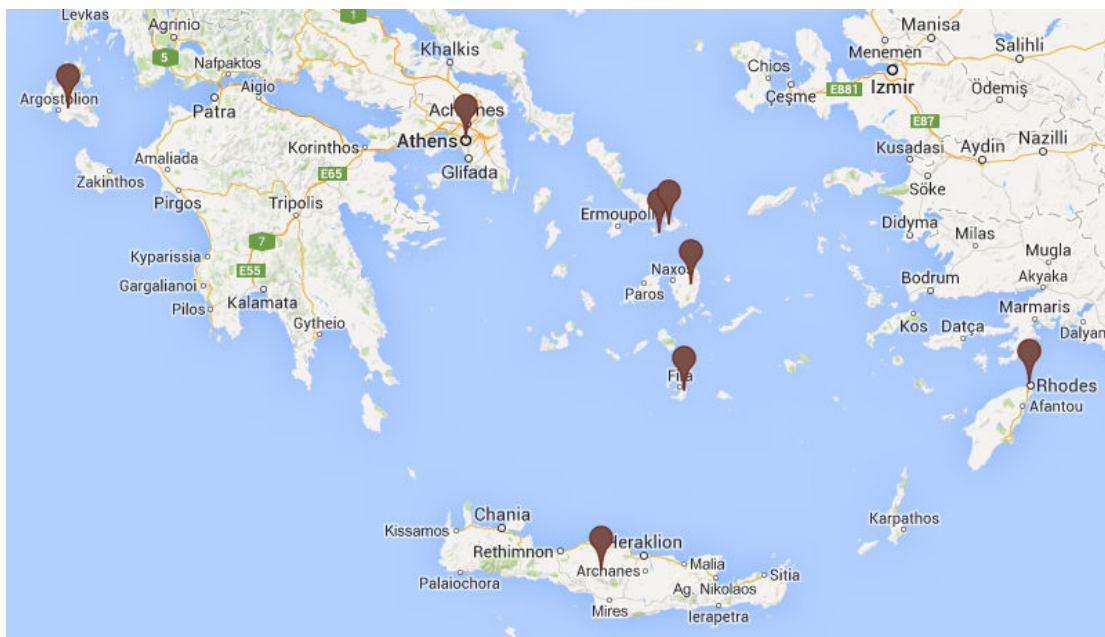 Levkas
Agrinio
1
Manisa
Khalkis
Menemen
Salihli
5
Nafpaktos
Chios
Izmir
Argostolion
Aigio
Çeşme
E881
Ödemiş
Patra
E87
Athens
Korinthos
Kusadasi
Aydin
Nazilli
Amaliada
E65
Glifada
Zakinthos
Söke
Pirgos
Tripolis
Didyma
Milas
7
Kyparissia
Mugla
E55
Naxos
Bodrum
Akyaka
Gargalianoi
Paros
Kalamata
Marmaris
Pilos
Gytheio
Kos
Datça
Dalyan
Rhodes
Afantou
Chania
Karpathos
Kissamos
Rethimnon
Heraklion
Malia
Archanes
Sitia
Palaiochora
Ag. Nikolaos
Mires
Ierapetra